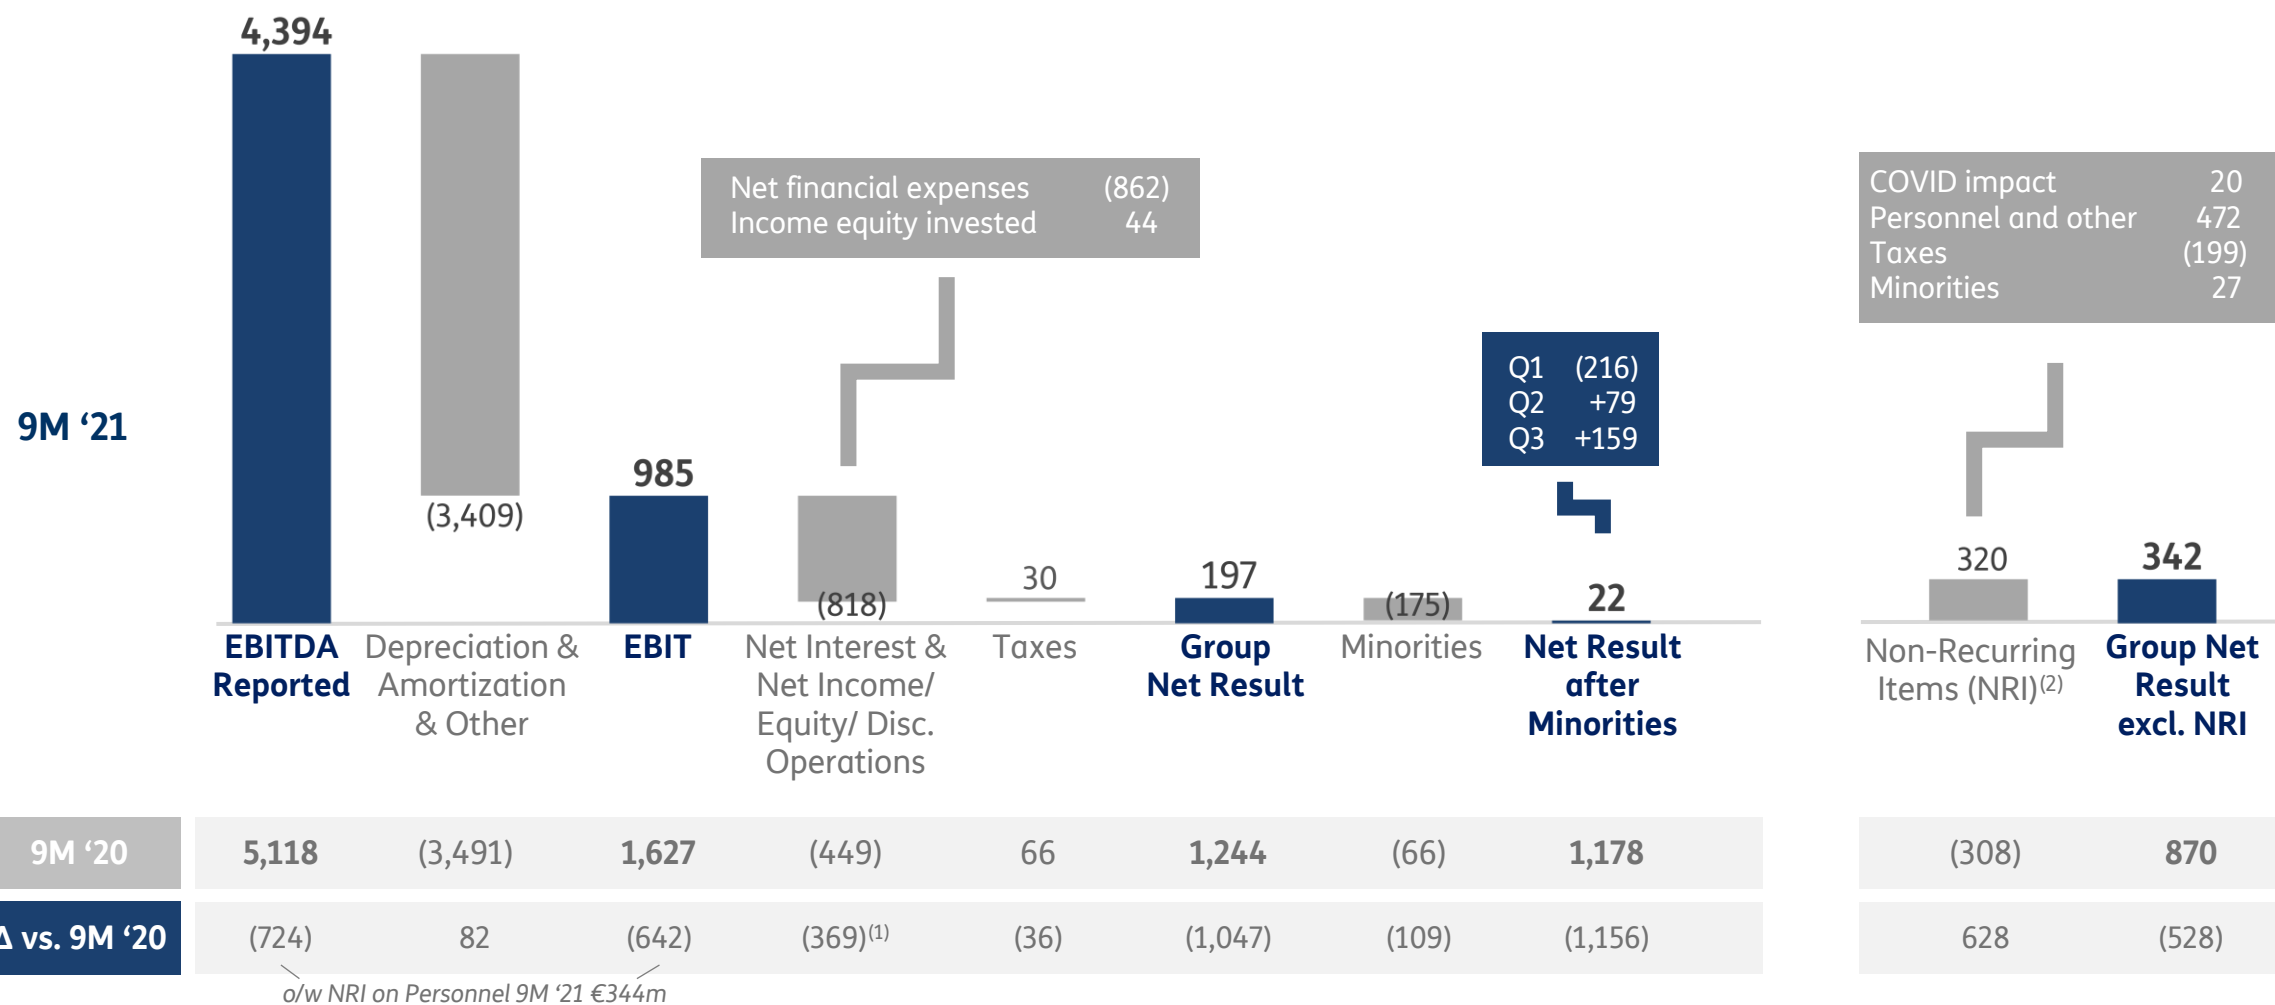 4,394
Net financial expenses (862)
Income equity invested 44
COVID impact 20
Personnel and other 472
Taxes (199)
Minorities 27
Q1 (216)
Q2 +79
Q3 +159
9M ‘21
985
(3,409)
(818)
30
197
(175)
22
320
342
EBITDA
Reported
Depreciation &
Amortization
& Other
EBIT
Net Interest &
Net Income/
Equity/ Disc.
Operations
Taxes
Group
Net Result
Minorities
Net Result
after
Minorities
Non-Recurring
Items (NRI)(2)
Group Net
Result
excl. NRI
9M ‘20 5,118 (3,491) 1,627 (449) 66 1,244 (66) 1,178 (308) 870
Δ vs. 9M ‘20 (724) 82 (642) (369)(1) (36) (1,047) (109) (1,156) 628 (528)
o/w NRI on Personnel 9M ‘21 €344m